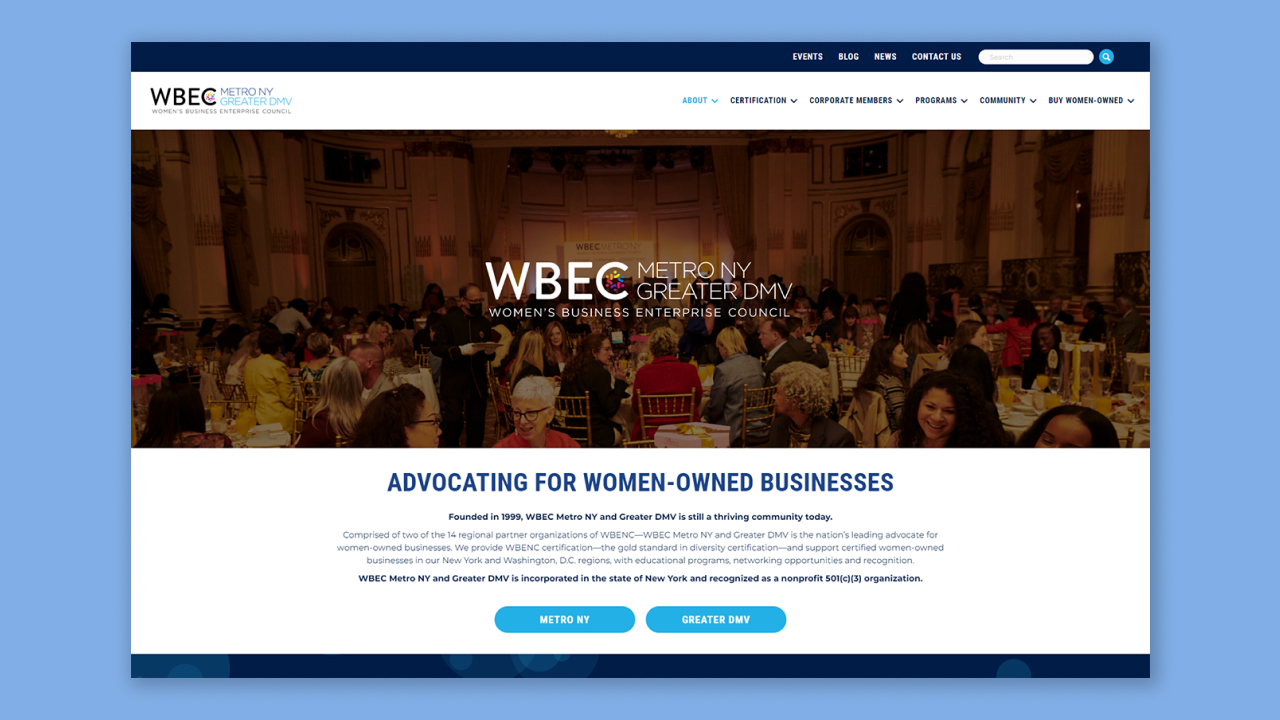 EVENTS BLOG NEWS CONTACT US Search
WBEC METRO NY
GREATER DMV
WOMEN'S BUSINESS ENTERPRISE COUNCIL
ABOUT CERTIFICATION CORPORATE MEMBERS PROGRAMS COMMUNITY BUY WOMEN-OWNED
WBECMETRONY
WBEC METRO NY
GREATER DMV
WOMEN'S BUSINESS ENTERPRISE COUNCIL
ADVOCATING FOR WOMEN-OWNED BUSINESSES
Founded in 1999, WBEC Metro NY and Greater DMV is still a thriving community today.
Comprised of two of the 14 regional partner organizations of WBENC—WBEC Metro NY and Greater DMV is the nation's leading advocate for
women-owned businesses. We provide WBENC certification—the gold standard in diversity certification—and support certified women-owned
businesses in our New York and Washington, D.C. regions, with educational programs, networking opportunities and recognition.
WBEC Metro NY and Greater DMV is incorporated in the state of New York and recognized as a nonprofit 501(c)(3) organization.
METRO NY GREATER DMV